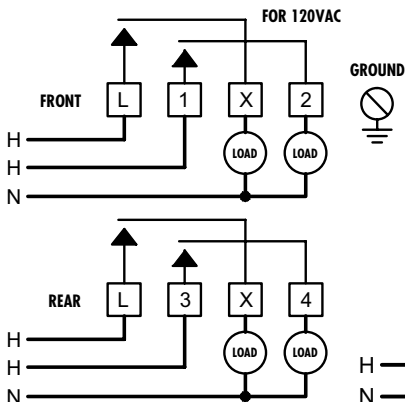 FOR 120VAC
GROUND
FRONT L 1 X 2
H
LOAD LOAD
H
N
REAR L 3 X 4
H
LOAD LOAD
H
N
H
N